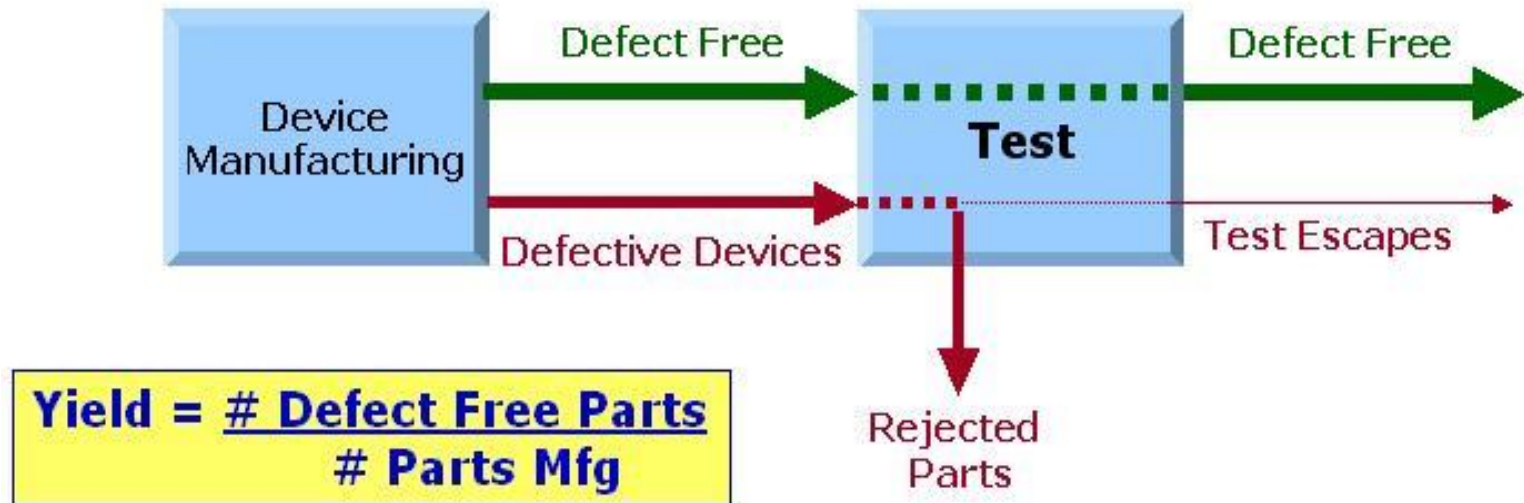 Defect Free
Defect Free
Device
Manufacturing
Test
Defective Devices
Test Escapes
Yield = # Defect Free Parts
# Parts Mfg
Rejected
Parts